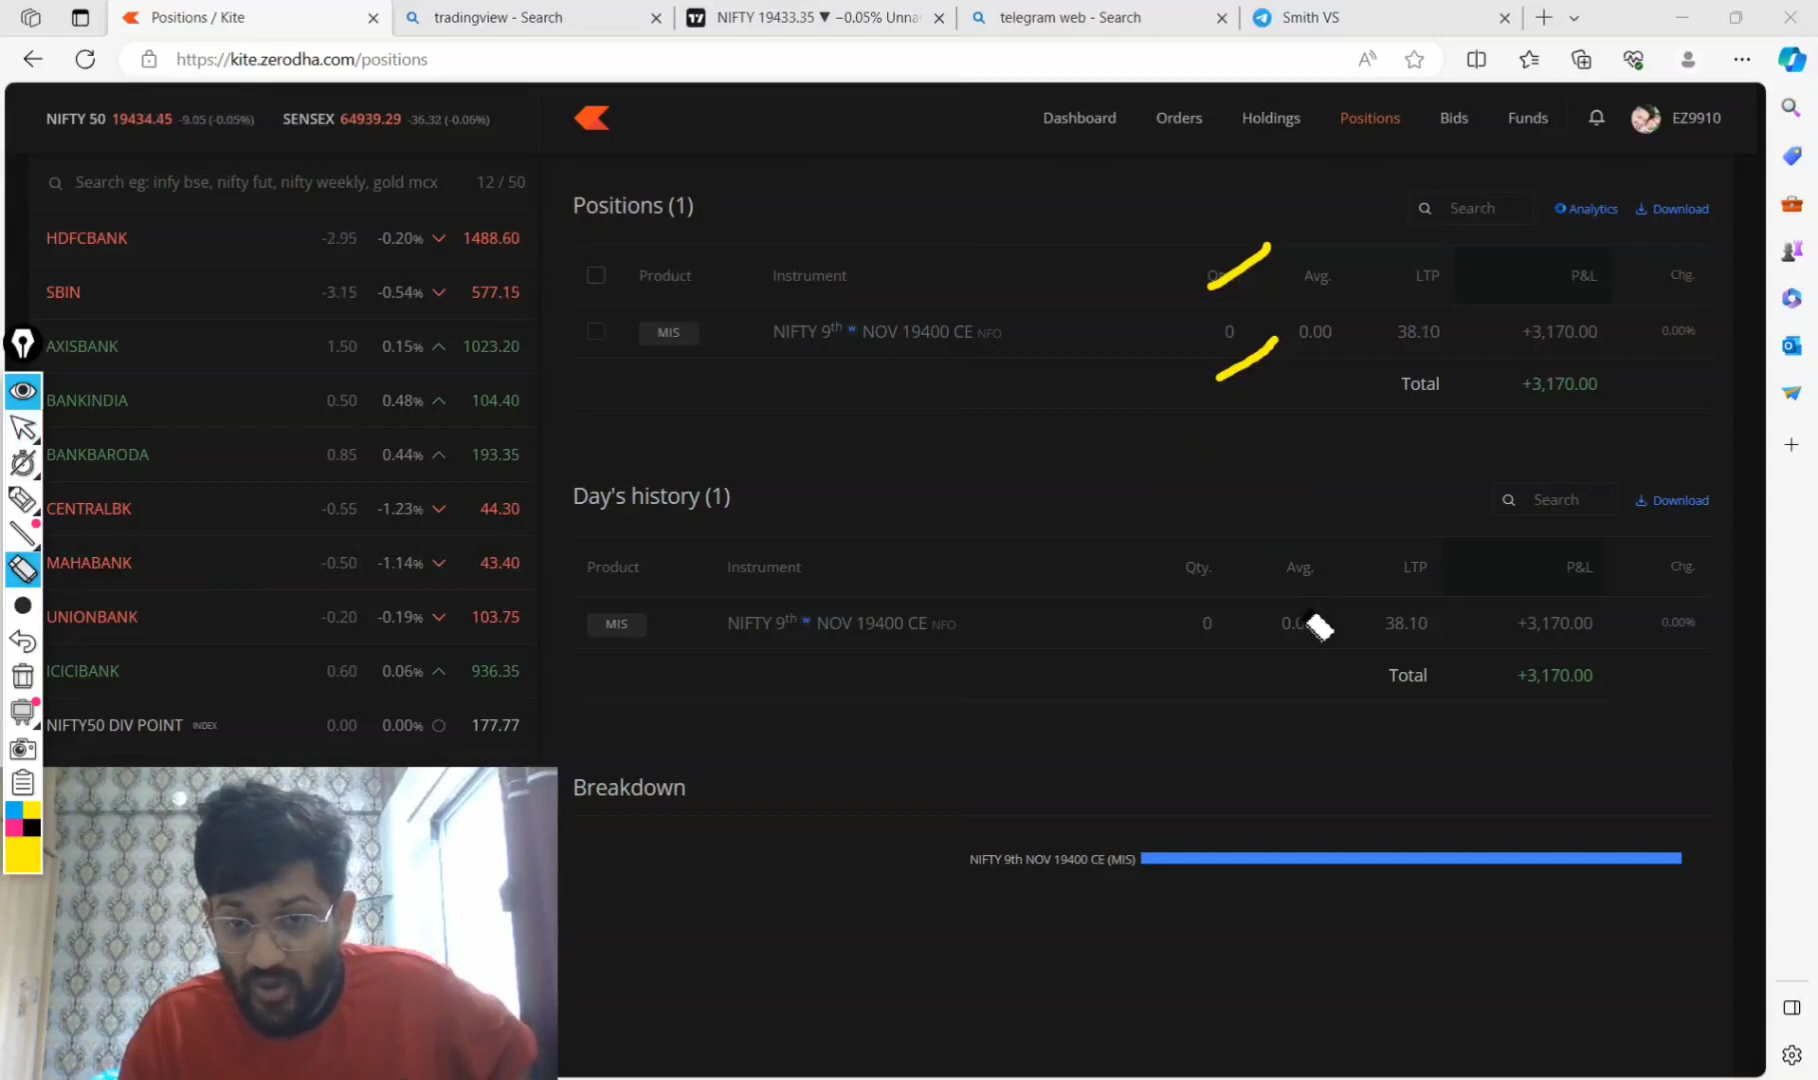 Positions / Kite
tradingview - Search
NIFTY 19433.35 ▼ −0.05% Unna
telegram web - Search
Smith VS
https://kite.zerodha.com/positions
NIFTY 50 19434.45 -9.05 (-0.05%) SENSEX 64939.29 -36.32 (-0.06%)
Dashboard Orders Holdings Positions Bids Funds EZ9910
Search eg: infy bse, nifty fut, nifty weekly, gold mcx 12 / 50
HDFCBANK -2.95 -0.20% 1488.60
SBIN -3.15 -0.54% 577.15
AXISBANK 1.50 0.15% 1023.20
BANKINDIA 0.50 0.48% 104.40
BANKBARODA 0.85 0.44% 193.35
CENTRALBK -0.55 -1.23% 44.30
MAHABANK -0.50 -1.14% 43.40
UNIONBANK -0.20 -0.19% 103.75
ICICIBANK 0.60 0.06% 936.35
NIFTY50 DIV POINT INDEX 0.00 0.00% 177.77
Positions (1)
Search Analytics Download
Product Instrument Avg. LTP P&L Chg.
MIS NIFTY 9th w NOV 19400 CE NFO 0 0.00 38.10 +3,170.00 0.00%
Total +3,170.00
Day's history (1)
Search Download
Product Instrument Qty. Avg. LTP P&L Chg.
MIS NIFTY 9th w NOV 19400 CE NFO 0 38.10 +3,170.00 0.00%
Total +3,170.00
Breakdown
NIFTY 9th NOV 19400 CE (MIS)